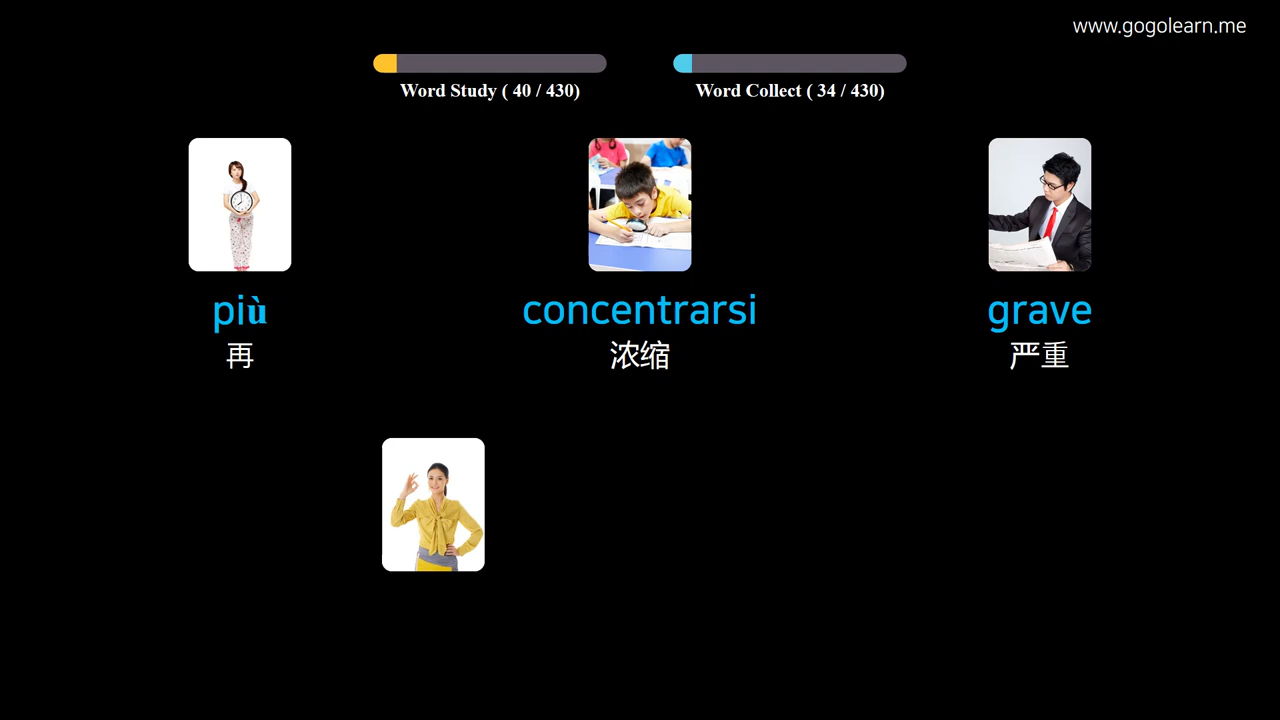 www.gogolearn.me
Word Study ( 40 / 430)
Word Collect ( 34 / 430)
più
concentrarsi
grave
再
浓缩
严重